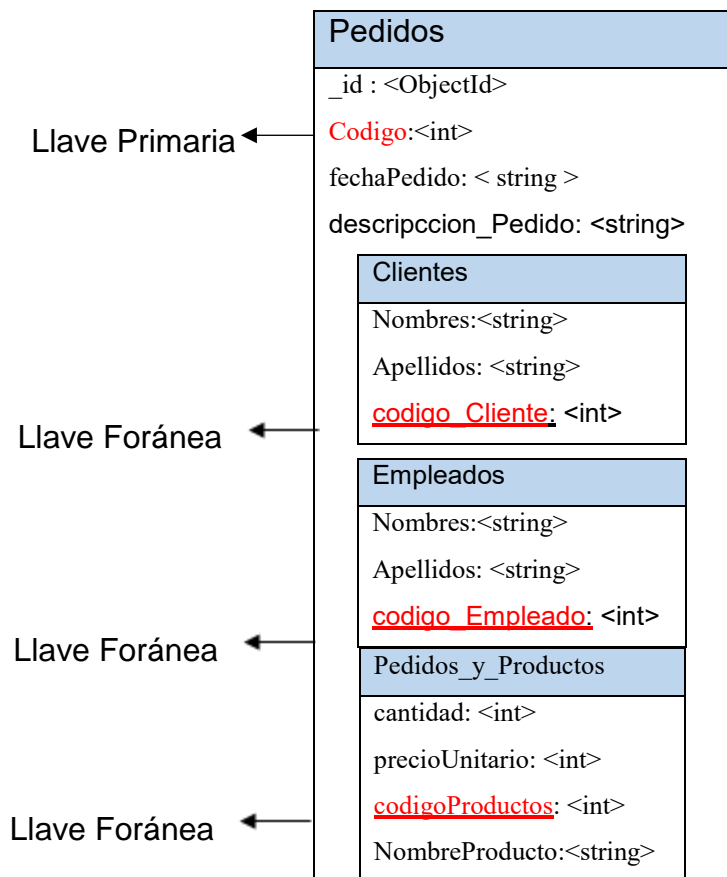 Pedidos
_id : <ObjectId>
Llave Primaria
Codigo:<int>
fechaPedido: < string >
descripccion_Pedido: <string>
Clientes
Nombres:<string>
Apellidos: <string>
Llave Foránea
codigo_Cliente: <int>
Empleados
Nombres:<string>
Apellidos: <string>
Llave Foránea
codigo_Empleado: <int>
Pedidos_y_Productos
cantidad: <int>
precioUnitario: <int>
Llave Foránea
codigoProductos: <int>
NombreProducto:<string>